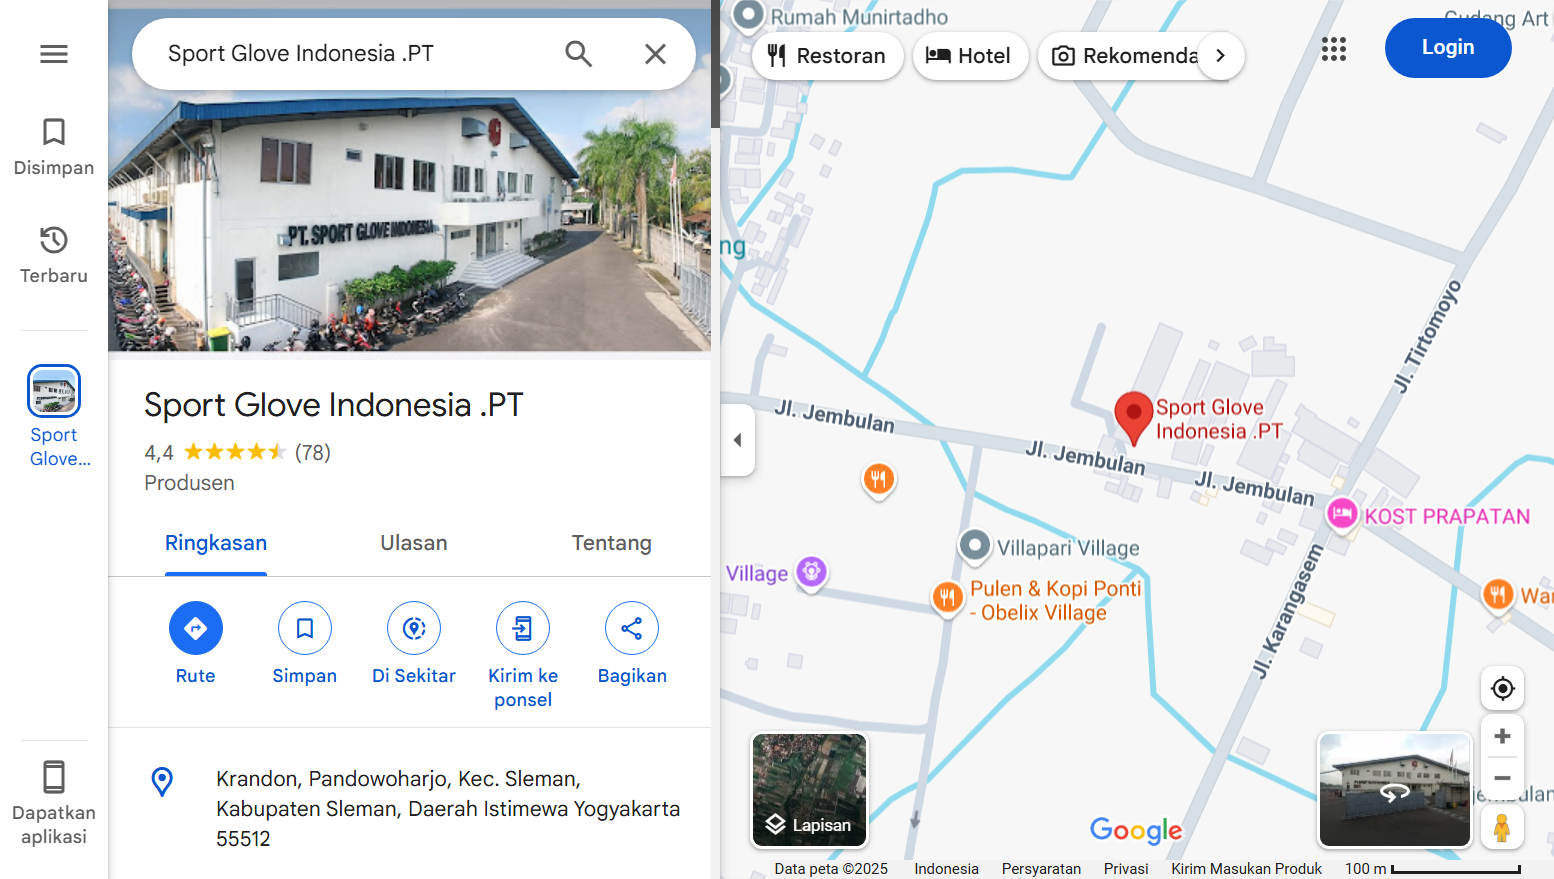 Sport Glove Indonesia .PT
Disimpan
Terbaru
Sport
Glove...
Dapatkan
aplikasi
PT. SPORT GLOVE INDONESIA
Sport Glove Indonesia .PT
4,4 (78)
Produsen
Ringkasan
Ulasan
Tentang
Rute
Simpan
Di Sekitar
Kirim ke
ponsel
Bagikan
Krandon, Pandowoharjo, Kec. Sleman,
Kabupaten Sleman, Daerah Istimewa Yogyakarta
55512
Rumah Munirtadho
Gudang Art
Restoran
Hotel
Rekomenda
Login
ng
Jl. Tirtomoyo
Jl. Jembulan
Sport Glove
Indonesia .PT
Jl. Jembulan
Jl. Jembulan
KOST PRAPATAN
Villapari Village
Village
Pulen & Kopi Ponti
- Obelix Village
Jl. Karangasem
War
jembulan
Lapisan
Google
Data peta ©2025
Indonesia
Persyaratan
Privasi
Kirim Masukan Produk
100 m